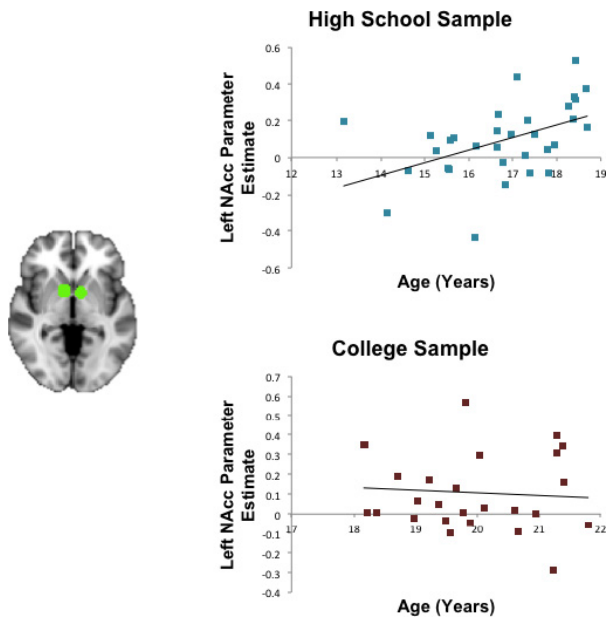 High School Sample
Left NAcc Parameter
Estimate
0.6
0.4
0.2
0
-0.2
-0.4
-0.6
12 13 14 15 16 17 18 19
Age (Years)
College Sample
Left NAcc Parameter
Estimate
0.7
0.6
0.5
0.4
0.3
0.2
0.1
0
-0.1
-0.2
-0.3
-0.4
17 18 19 20 21 22
Age (Years)